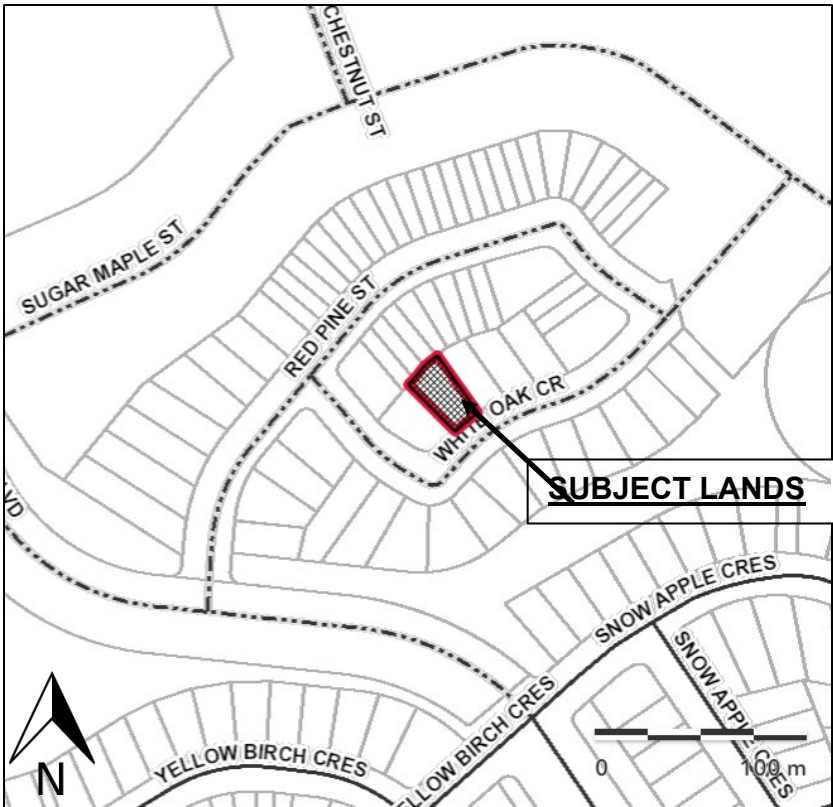 CHESTNUT ST
SUGAR MAPLE ST
RED PINE ST
WHITE OAK CR
SUBJECT LANDS
LVD
SNOW APPLE CRES
SNOW APPLE CRES
YELLOW BIRCH CRES
YELLOW BIRCH CRES
N
0 100 m